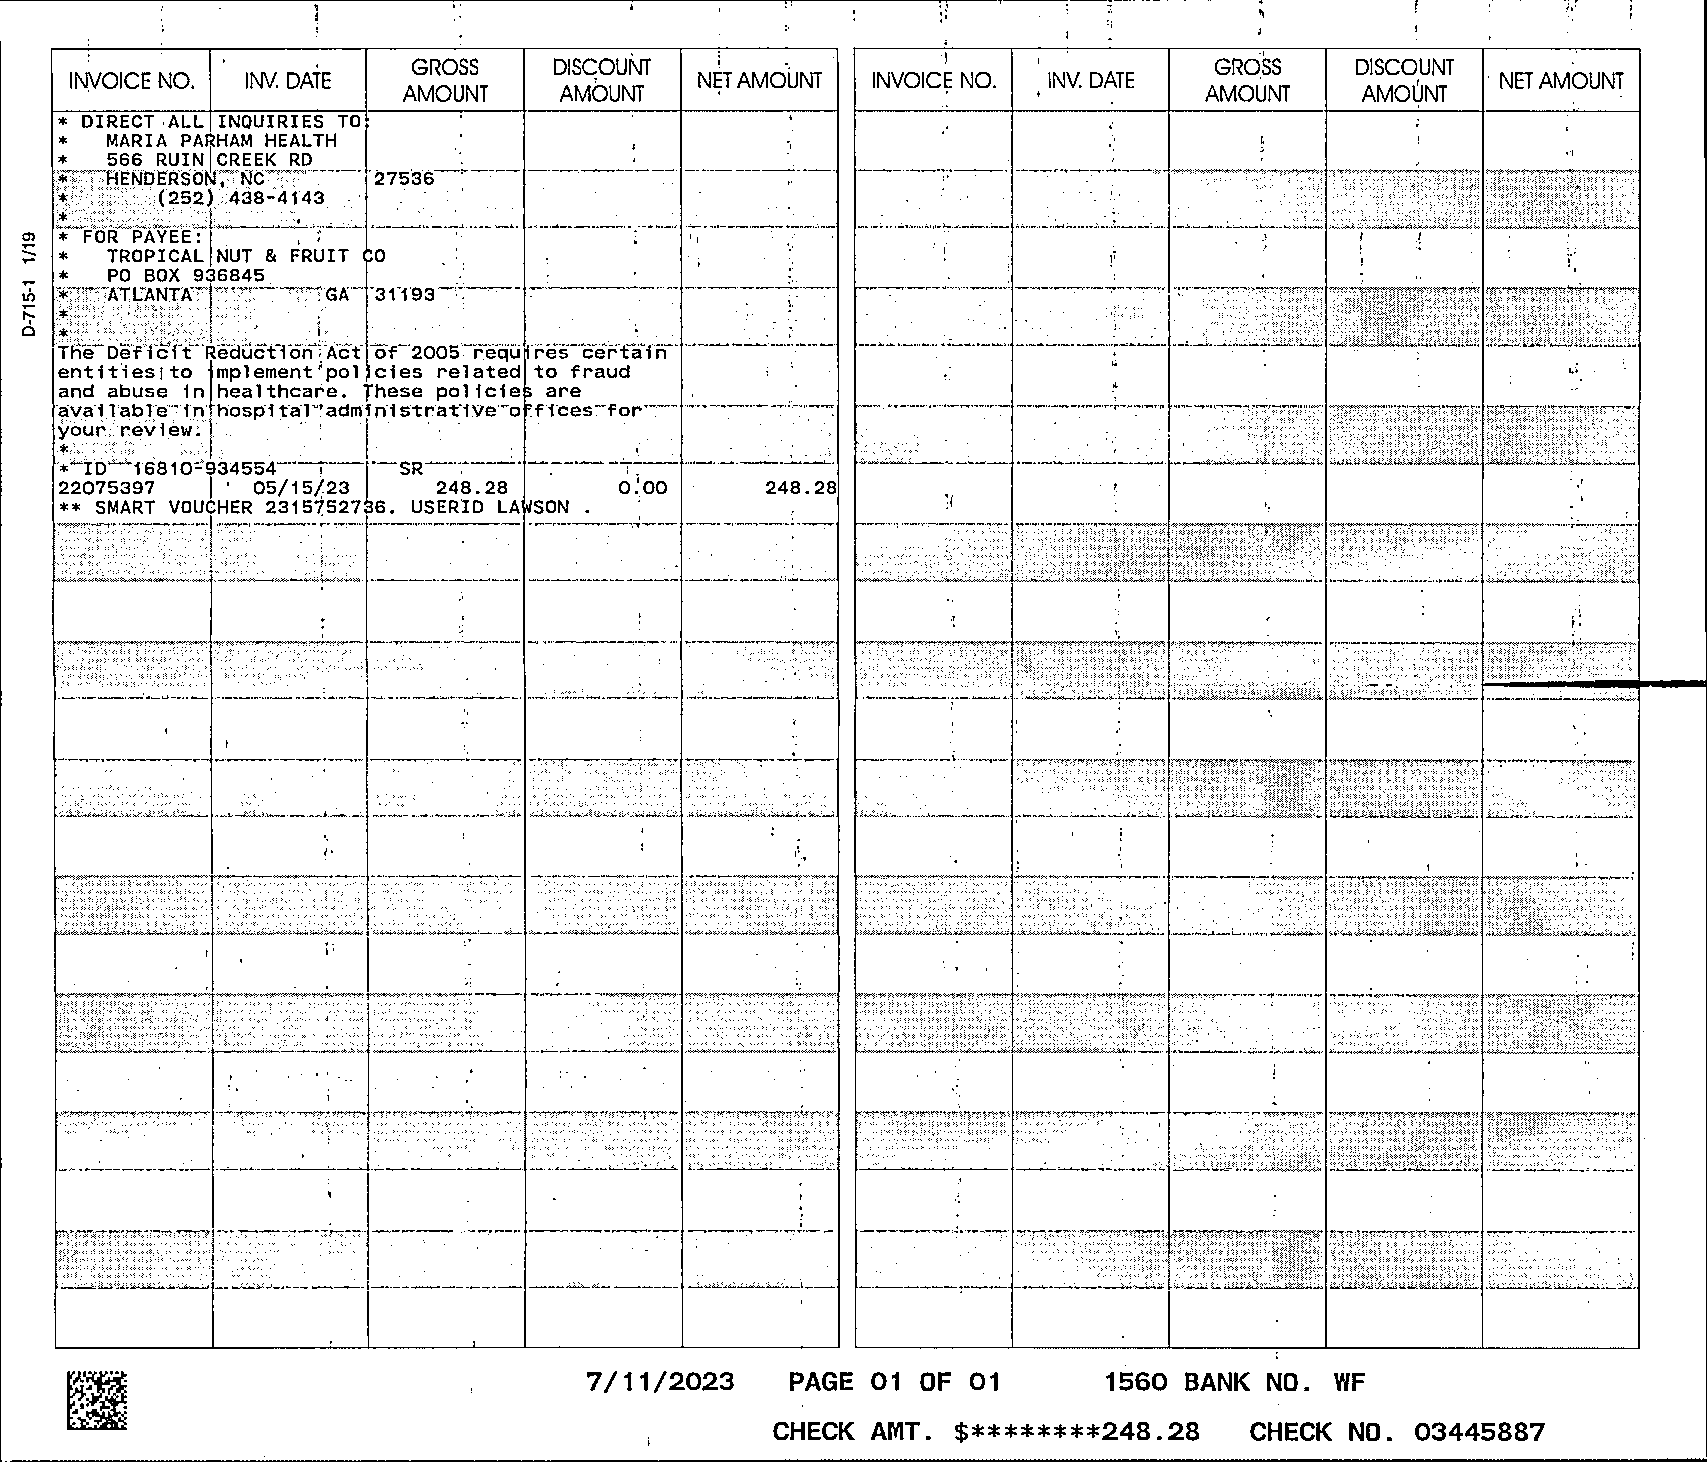 INVOICE NO. INV. DATE GROSS AMOUNT DISCOUNT AMOUNT NET AMOUNT INVOICE NO. INV. DATE GROSS AMOUNT DISCOUNT AMOUNT NET AMOUNT
* DIRECT ALL INQUIRIES TO:
* MARIA PARHAM HEALTH
* 566 RUIN CREEK RD
* HENDERSON, NC 27536
* (252) 438-4143
*
* FOR PAYEE:
* TROPICAL NUT & FRUIT CO
* PO BOX 936845
* ATLANTA GA 31193
*
*
The Deficit Reduction Act of 2005 requires certain
entities to implement policies related to fraud
and abuse in healthcare. These policies are
available in hospital administrative offices for
your review.
*
* ID 16810-934554 SR
22075397 05/15/23 248.28 0.00 248.28
** SMART VOUCHER 2315752736. USERID LAWSON .
D-715-1 1/19
7/11/2023 PAGE 01 OF 01 1560 BANK NO. WF
CHECK AMT. $********248.28 CHECK NO. 03445887